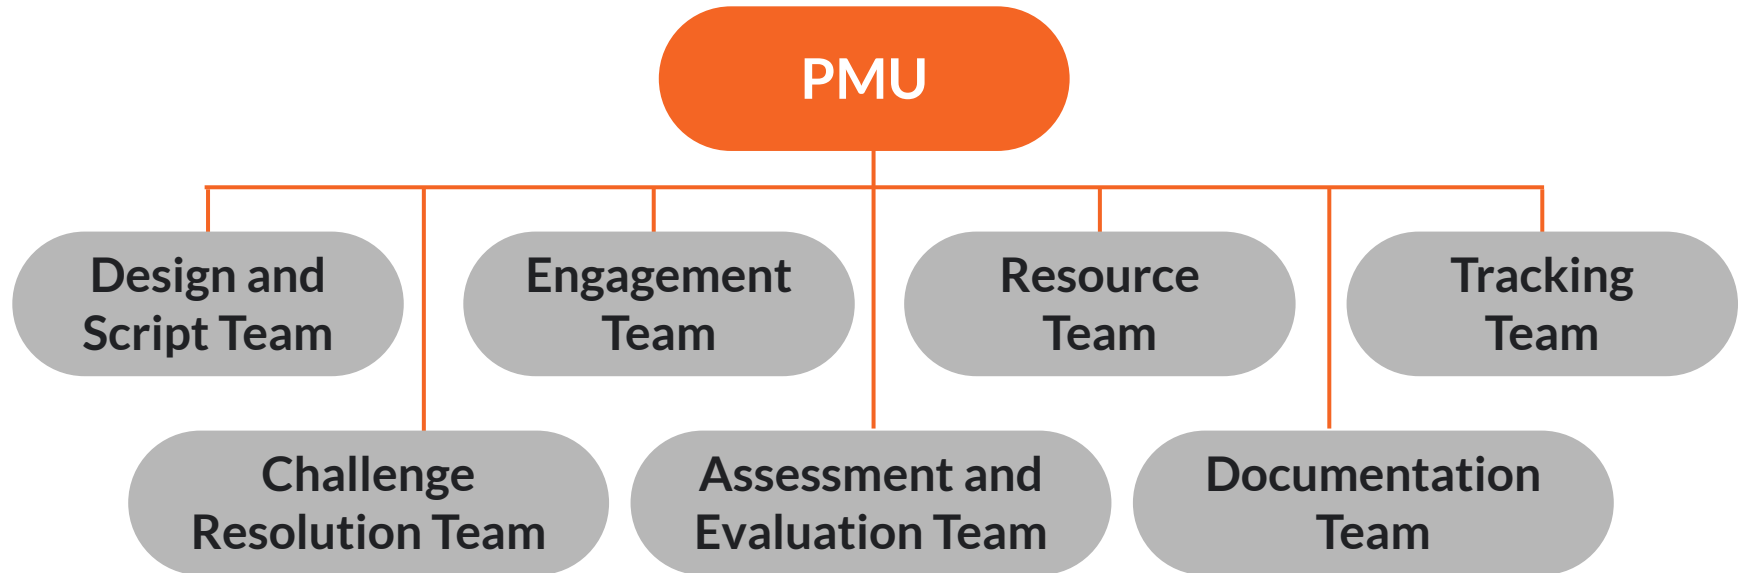 PMU
Design and
Script Team
Engagement
Team
Resource
Team
Tracking
Team
Challenge
Resolution Team
Assessment and
Evaluation Team
Documentation
Team